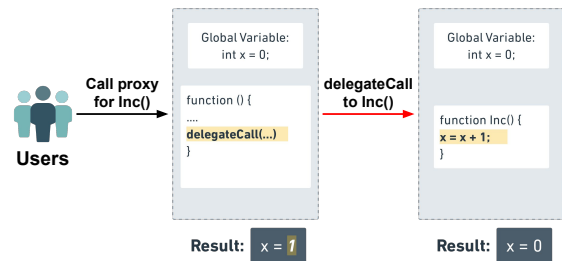 Users
Call proxy
for Inc()
Global Variable:
int x = 0;
function () {
....
delegateCall(...)
}
Result: x = 1
delegateCall
to Inc()
Global Variable:
int x = 0;
function Inc() {
x = x + 1;
}
Result: x = 0